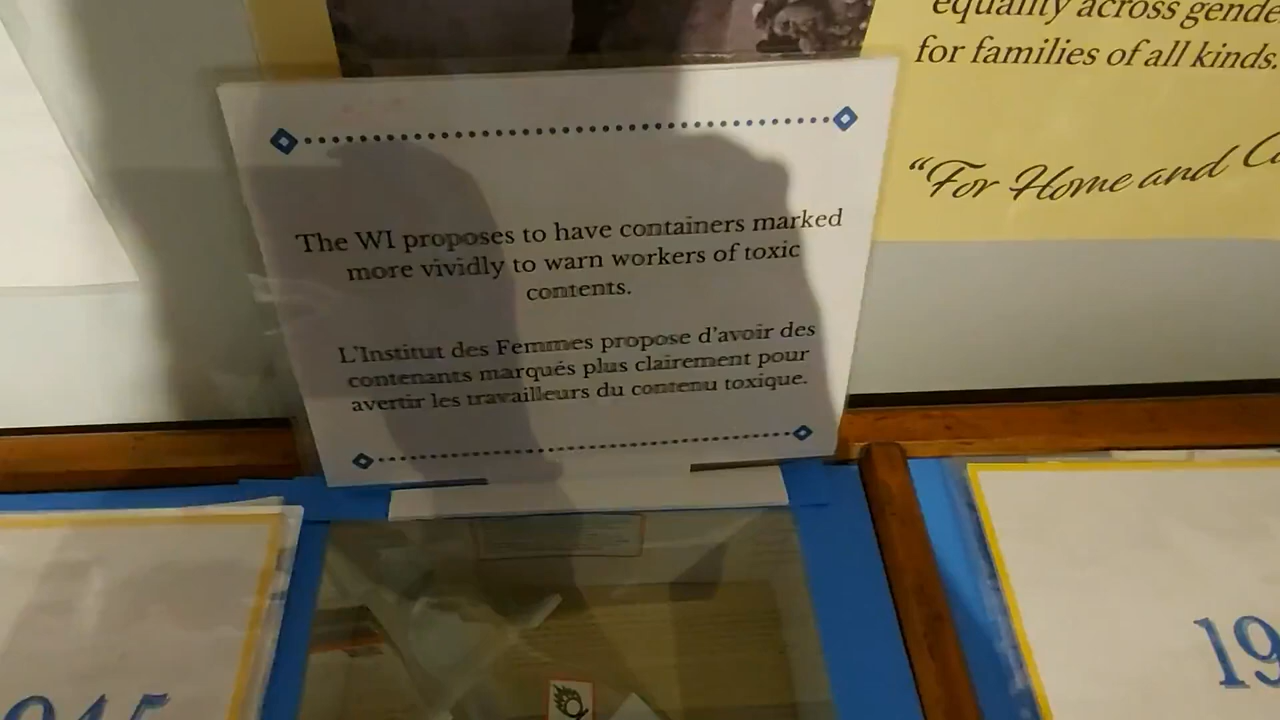 equality across gende
for families of all kinds.
"For Home and
The WI proposes to have containers marked
more vividly to warn workers of toxic
contents.
L'Institut des Femmes propose d'avoir des
contenants marqués plus clairement pour
avertir les travailleurs du contenu toxique.
945
19